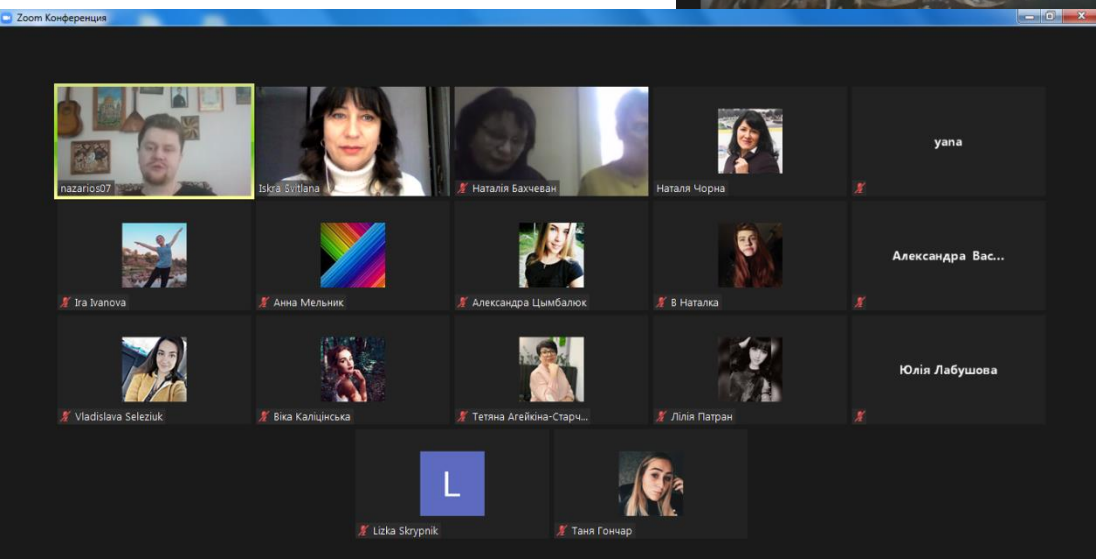 Zoom Конференция
nazarios07
Iskra Svitlana
Наталія Бахчеван
Наталя Чорна
yana
Ira Ivanova
Анна Мельник
Александра Цымбалюк
В Наталка
Александра Вас...
Vladislava Seleziuk
Віка Каліцінська
Тетяна Агейкіна-Старч...
Лілія Патран
Юлія Лабушова
L
Lizka Skrypnik
Таня Гончар